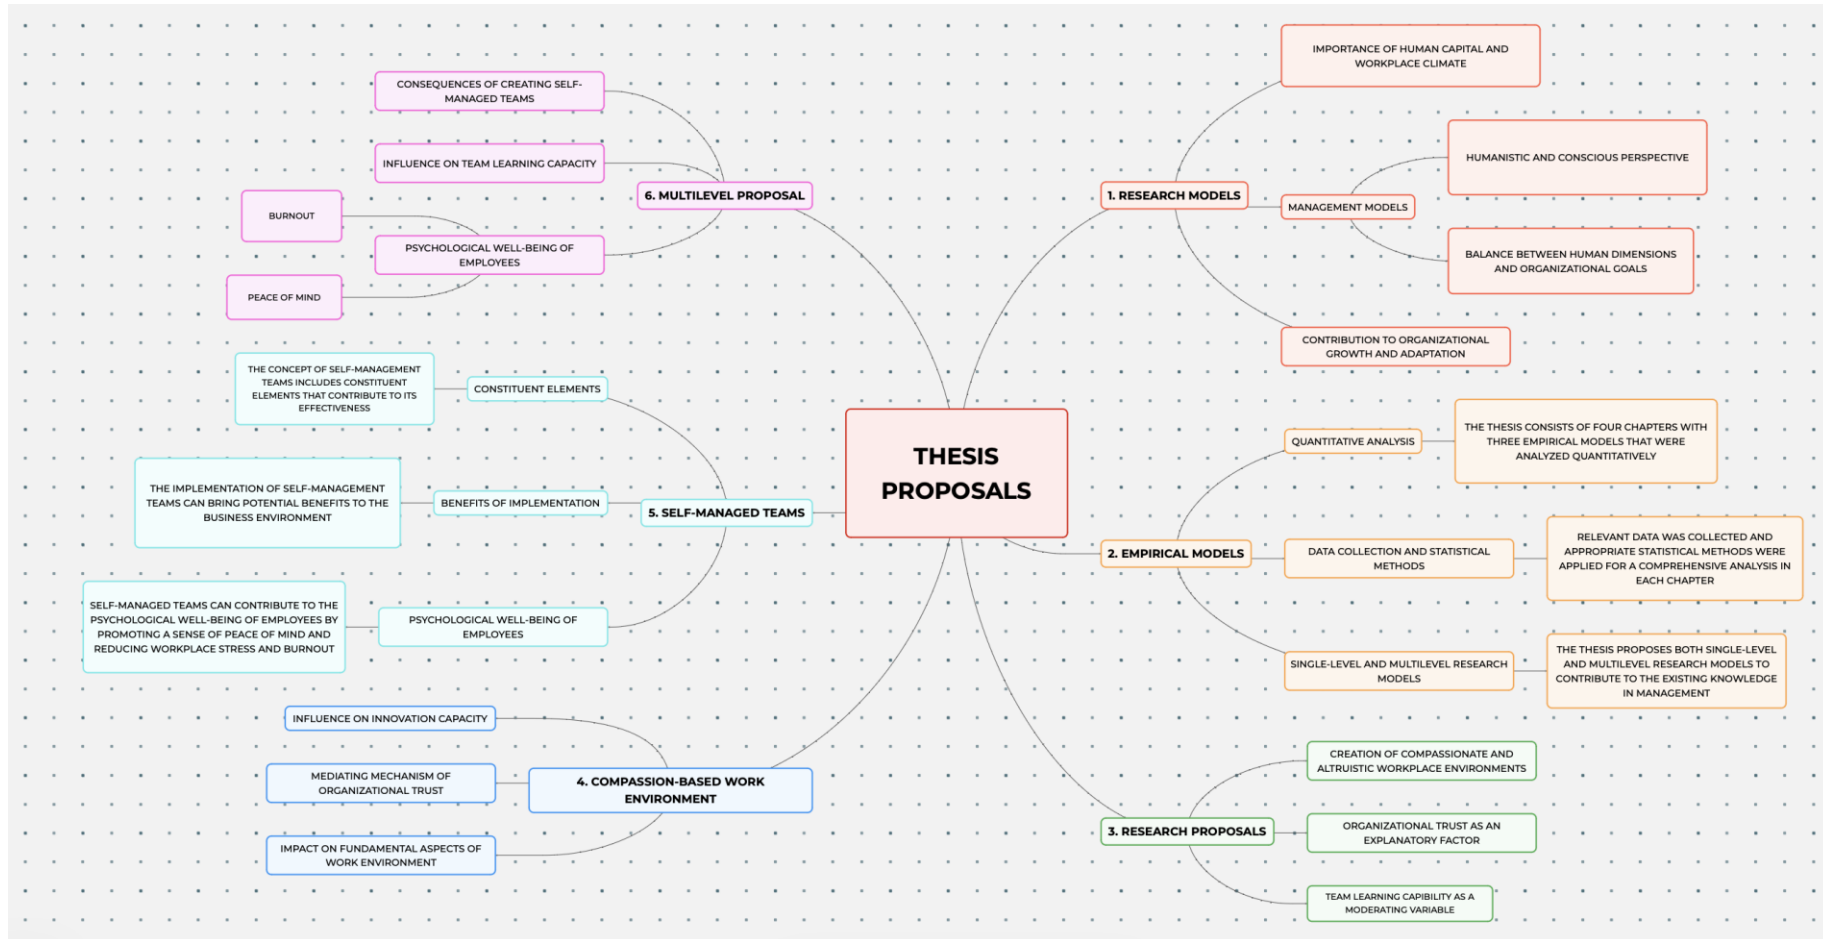 THESIS
PROPOSALS
1. RESEARCH MODELS
IMPORTANCE OF HUMAN CAPITAL AND
WORKPLACE CLIMATE
MANAGEMENT MODELS
HUMANISTIC AND CONSCIOUS PERSPECTIVE
BALANCE BETWEEN HUMAN DIMENSIONS
AND ORGANIZATIONAL GOALS
CONTRIBUTION TO ORGANIZATIONAL
GROWTH AND ADAPTATION
2. EMPIRICAL MODELS
QUANTITATIVE ANALYSIS
THE THESIS CONSISTS OF FOUR CHAPTERS WITH
THREE EMPIRICAL MODELS THAT WERE
ANALYZED QUANTITATIVELY
DATA COLLECTION AND STATISTICAL
METHODS
RELEVANT DATA WAS COLLECTED AND
APPROPRIATE STATISTICAL METHODS WERE
APPLIED FOR A COMPREHENSIVE ANALYSIS IN
EACH CHAPTER
SINGLE-LEVEL AND MULTILEVEL RESEARCH
MODELS
THE THESIS PROPOSES BOTH SINGLE-LEVEL
AND MULTILEVEL RESEARCH MODELS TO
CONTRIBUTE TO THE EXISTING KNOWLEDGE
IN MANAGEMENT
3. RESEARCH PROPOSALS
CREATION OF COMPASSIONATE AND
ALTRUISTIC WORKPLACE ENVIRONMENTS
ORGANIZATIONAL TRUST AS AN
EXPLANATORY FACTOR
TEAM LEARNING CAPIBILITY AS A
MODERATING VARIABLE
4. COMPASSION-BASED WORK
ENVIRONMENT
INFLUENCE ON INNOVATION CAPACITY
MEDIATING MECHANISM OF
ORGANIZATIONAL TRUST
IMPACT ON FUNDAMENTAL ASPECTS OF
WORK ENVIRONMENT
5. SELF-MANAGED TEAMS
CONSTITUENT ELEMENTS
THE CONCEPT OF SELF-MANAGEMENT
TEAMS INCLUDES CONSTITUENT
ELEMENTS THAT CONTRIBUTE TO ITS
EFFECTIVENESS
BENEFITS OF IMPLEMENTATION
THE IMPLEMENTATION OF SELF-MANAGEMENT
TEAMS CAN BRING POTENTIAL BENEFITS TO THE
BUSINESS ENVIRONMENT
PSYCHOLOGICAL WELL-BEING OF
EMPLOYEES
SELF-MANAGED TEAMS CAN CONTRIBUTE TO THE
PSYCHOLOGICAL WELL-BEING OF EMPLOYEES BY
PROMOTING A SENSE OF PEACE OF MIND AND
REDUCING WORKPLACE STRESS AND BURNOUT
6. MULTILEVEL PROPOSAL
CONSEQUENCES OF CREATING SELF-
MANAGED TEAMS
INFLUENCE ON TEAM LEARNING CAPACITY
PSYCHOLOGICAL WELL-BEING OF
EMPLOYEES
BURNOUT
PEACE OF MIND